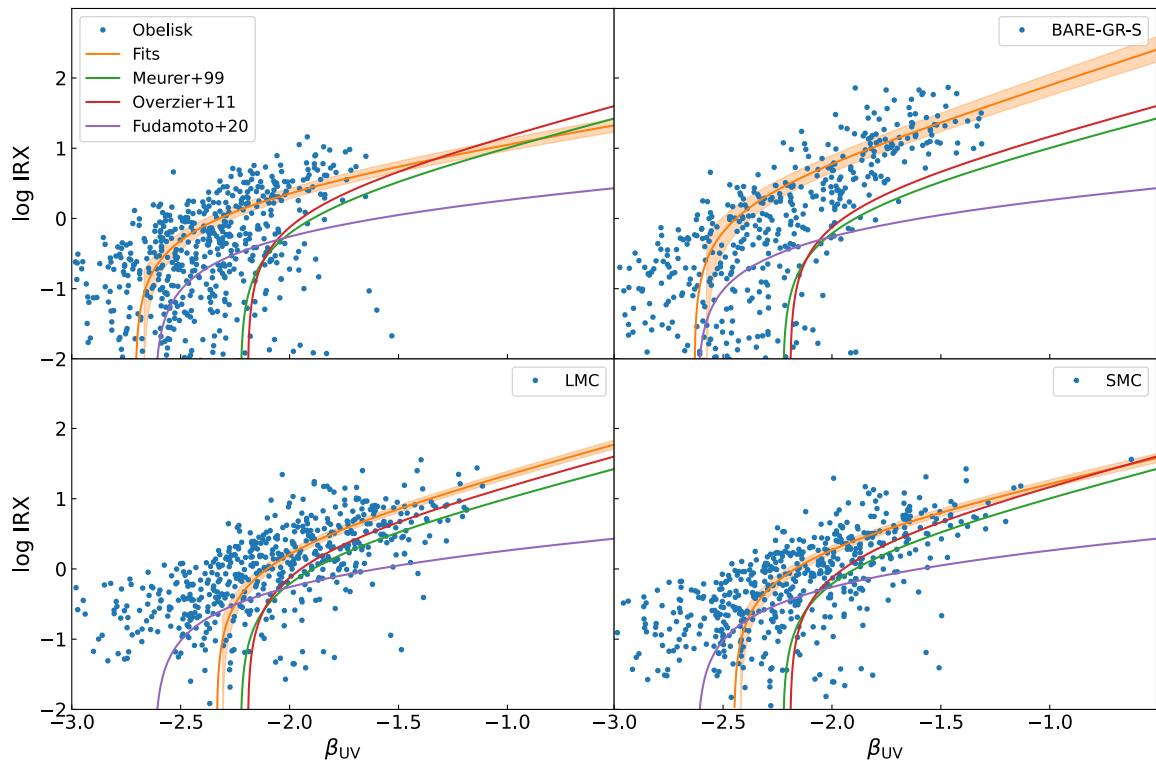 Obelisk
Fits
Meurer+99
Overzier+11
Fudamoto+20
BARE-GR-S
log IRX
2
1
0
−1
−2
LMC
SMC
log IRX
2
1
0
−1
−2
−3.0 −2.5 −2.0 −1.5 −1.0 −3.0 −2.5 −2.0 −1.5 −1.0
βUV βUV